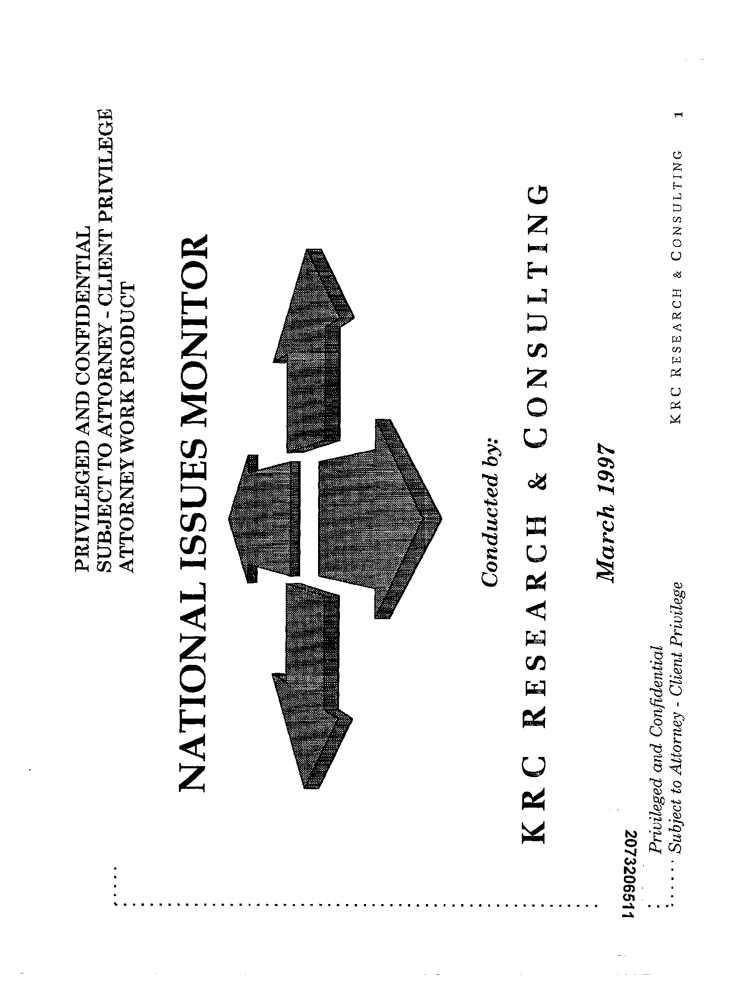 PRIVILEGED AND CONFIDENTIAL
SUBJECT TO ATTORNEY - CLIENT PRIVILEGE
ATTORNEY WORK PRODUCT
NATIONAL ISSUES MONITOR
Conducted by:
KRC RESEARCH & CONSULTING
March 1997
Privileged and Confidential
Subject to Attorney - Client Privilege
KRC RESEARCH & CONSULTING 1
2073206511